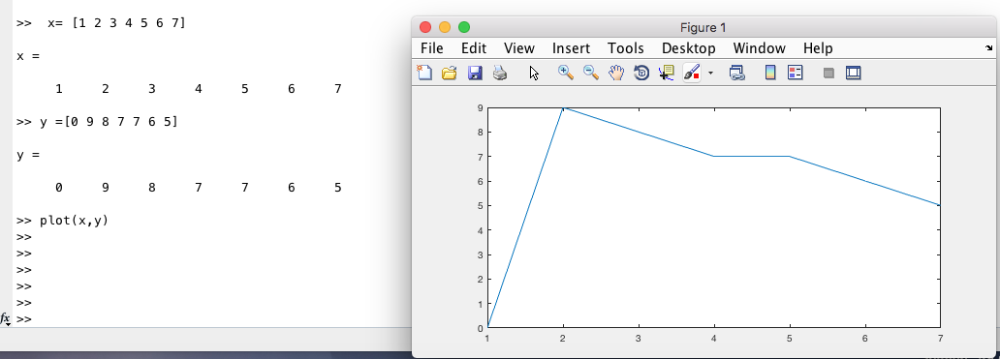 >>  x= [1 2 3 4 5 6 7]
x =
1 2 3 4 5 6 7
>> y =[0 9 8 7 7 6 5]
y =
0 9 8 7 7 6 5
>> plot(x,y)
>>
>>
>>
>>
>>
fx >>
Figure 1
File Edit View Insert Tools Desktop Window Help
9
8
7
6
5
4
3
2
1
0
1 2 3 4 5 6 7